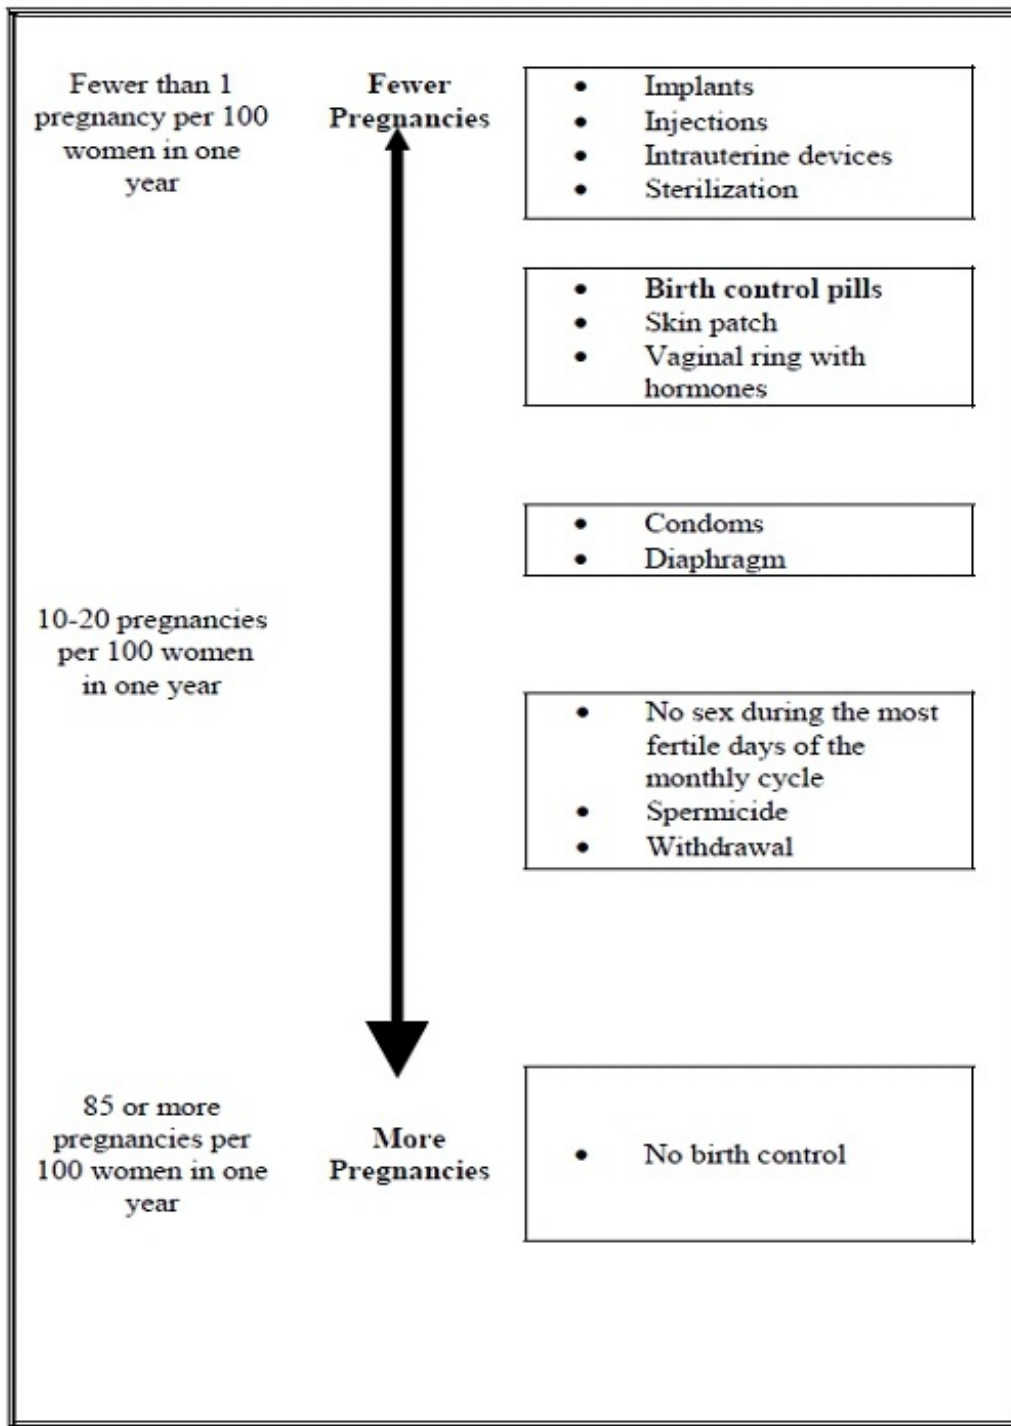 Fewer than 1
pregnancy per 100
women in one
year
Fewer
Pregnancies
• Implants
• Injections
• Intrauterine devices
• Sterilization
• Birth control pills
• Skin patch
• Vaginal ring with
hormones
• Condoms
• Diaphragm
10-20 pregnancies
per 100 women
in one year
• No sex during the most
fertile days of the
monthly cycle
• Spermicide
• Withdrawal
85 or more
pregnancies per
100 women in one
year
More
Pregnancies
• No birth control